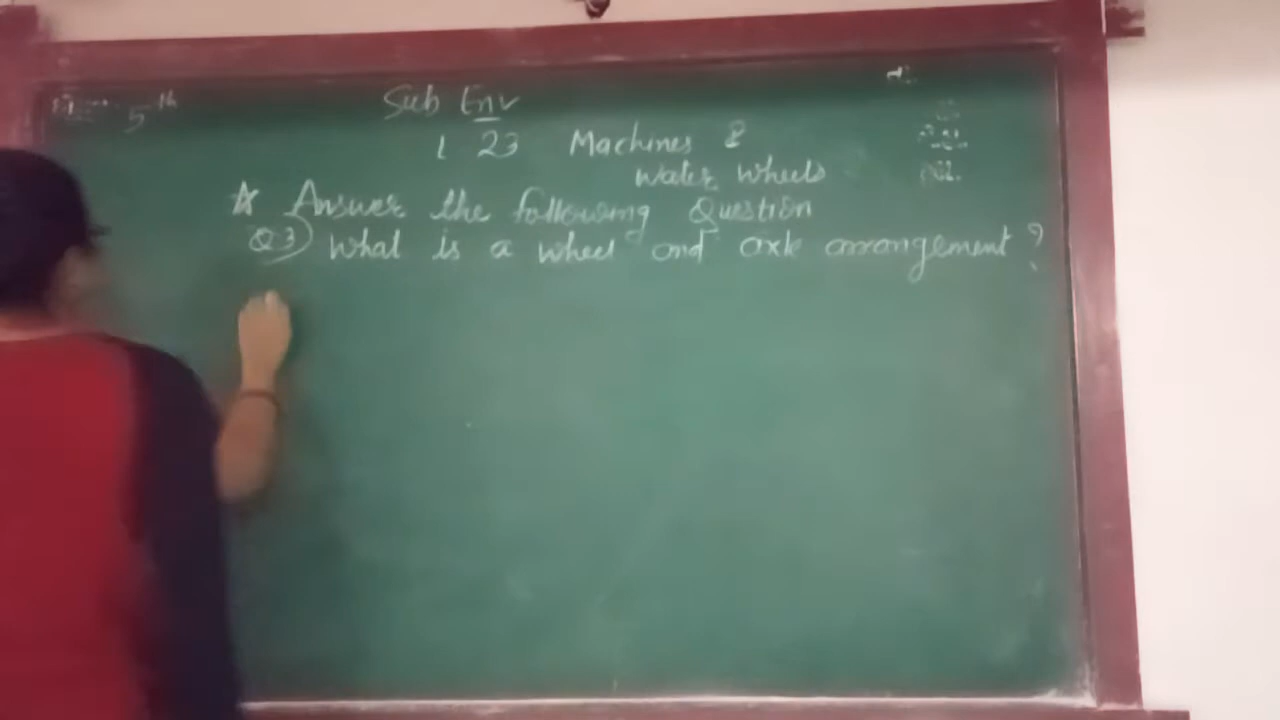 5th
Sub Env
L 23 Machines &
Water wheels
☆ Answer the following Question
Q3) What is a wheel and axle arrangement ?